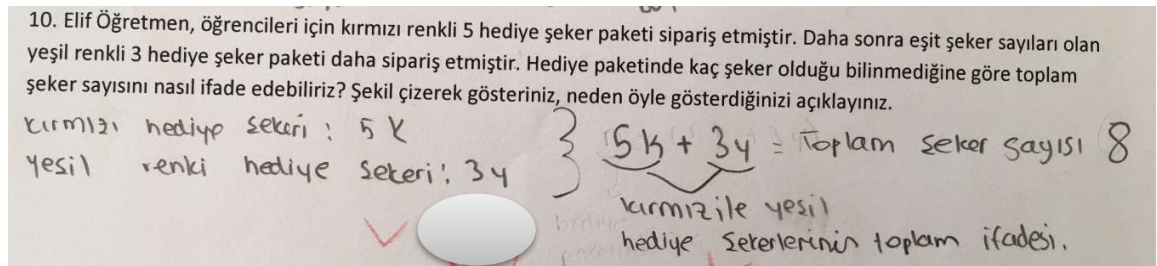 10. Elif Öğretmen, öğrencileri için kırmızı renkli 5 hediye şeker paketi sipariş etmiştir. Daha sonra eşit şeker sayıları olan
yeşil renkli 3 hediye şeker paketi daha sipariş etmiştir. Hediye paketinde kaç şeker olduğu bilinmediğine göre toplam
şeker sayısını nasıl ifade edebiliriz? Şekil çizerek gösteriniz, neden öyle gösterdiğinizi açıklayınız.
kırmızı hediye şekeri : 5 K
yeşil renki hediye şekeri : 3y
5k + 3y = Toplam şeker sayısı 8
kırmızı ile yeşil
hediye şekerlerinin toplam ifadesi.